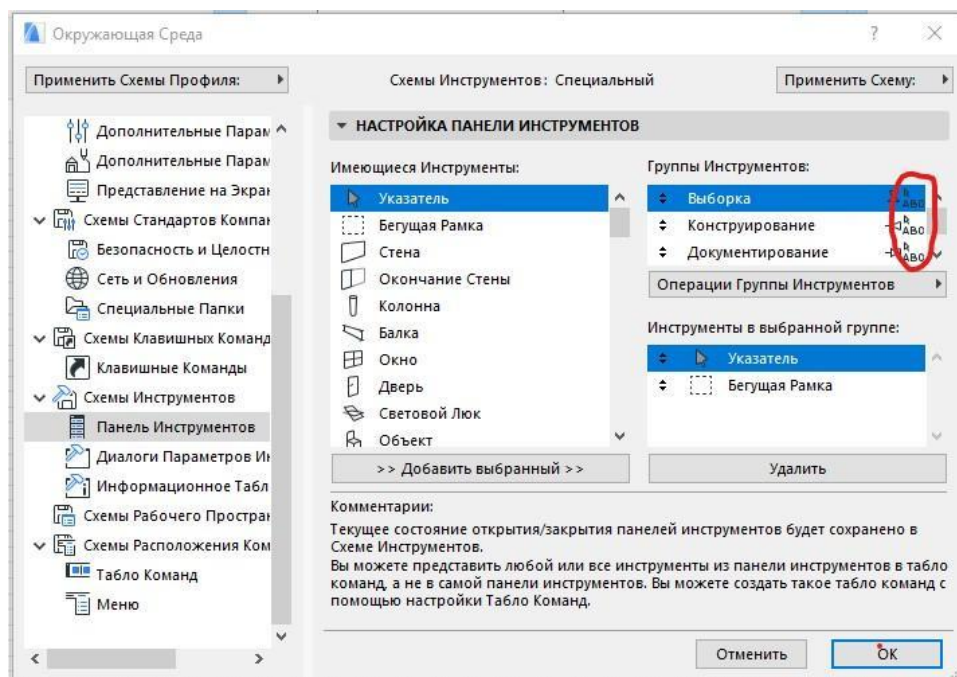 Окружающая Среда
?
Применить Схемы Профиля:
Схемы Инструментов: Специальный
Применить Схему:
Дополнительные Парам
Дополнительные Парам
Представление на Экран
Схемы Стандартов Компан
Безопасность и Целостн
Сеть и Обновления
Специальные Папки
Схемы Клавишных Команд
Клавишные Команды
Схемы Инструментов
Панель Инструментов
Диалоги Параметров Ин
Информационное Табл
Схемы Рабочего Простран
Схемы Расположения Ком
Табло Команд
Меню
НАСТРОЙКА ПАНЕЛИ ИНСТРУМЕНТОВ
Имеющиеся Инструменты:
Указатель
Бегущая Рамка
Стена
Окончание Стены
Колонна
Балка
Окно
Дверь
Световой Люк
Объект
>> Добавить выбранный >>
Группы Инструментов:
Выборка ABC
Конструирование ABC
Документирование ABC
Операции Группы Инструментов
Инструменты в выбранной группе:
Указатель
Бегущая Рамка
Удалить
Комментарии:
Текущее состояние открытия/закрытия панелей инструментов будет сохранено в
Схеме Инструментов.
Вы можете представить любой или все инструменты из панели инструментов в табло
команд, а не в самой панели инструментов. Вы можете создать такое табло команд с
помощью настройки Табло Команд.
Отменить
OK